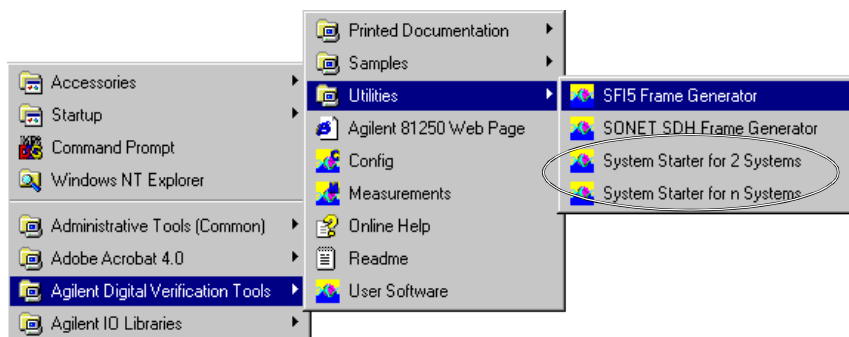 Accessories
Startup
Command Prompt
Windows NT Explorer
Administrative Tools (Common)
Adobe Acrobat 4.0
Agilent Digital Verification Tools
Agilent IO Libraries
Printed Documentation
Samples
Utilities
Agilent 81250 Web Page
Config
Measurements
Online Help
Readme
User Software
SFI5 Frame Generator
SONET SDH Frame Generator
System Starter for 2 Systems
System Starter for n Systems